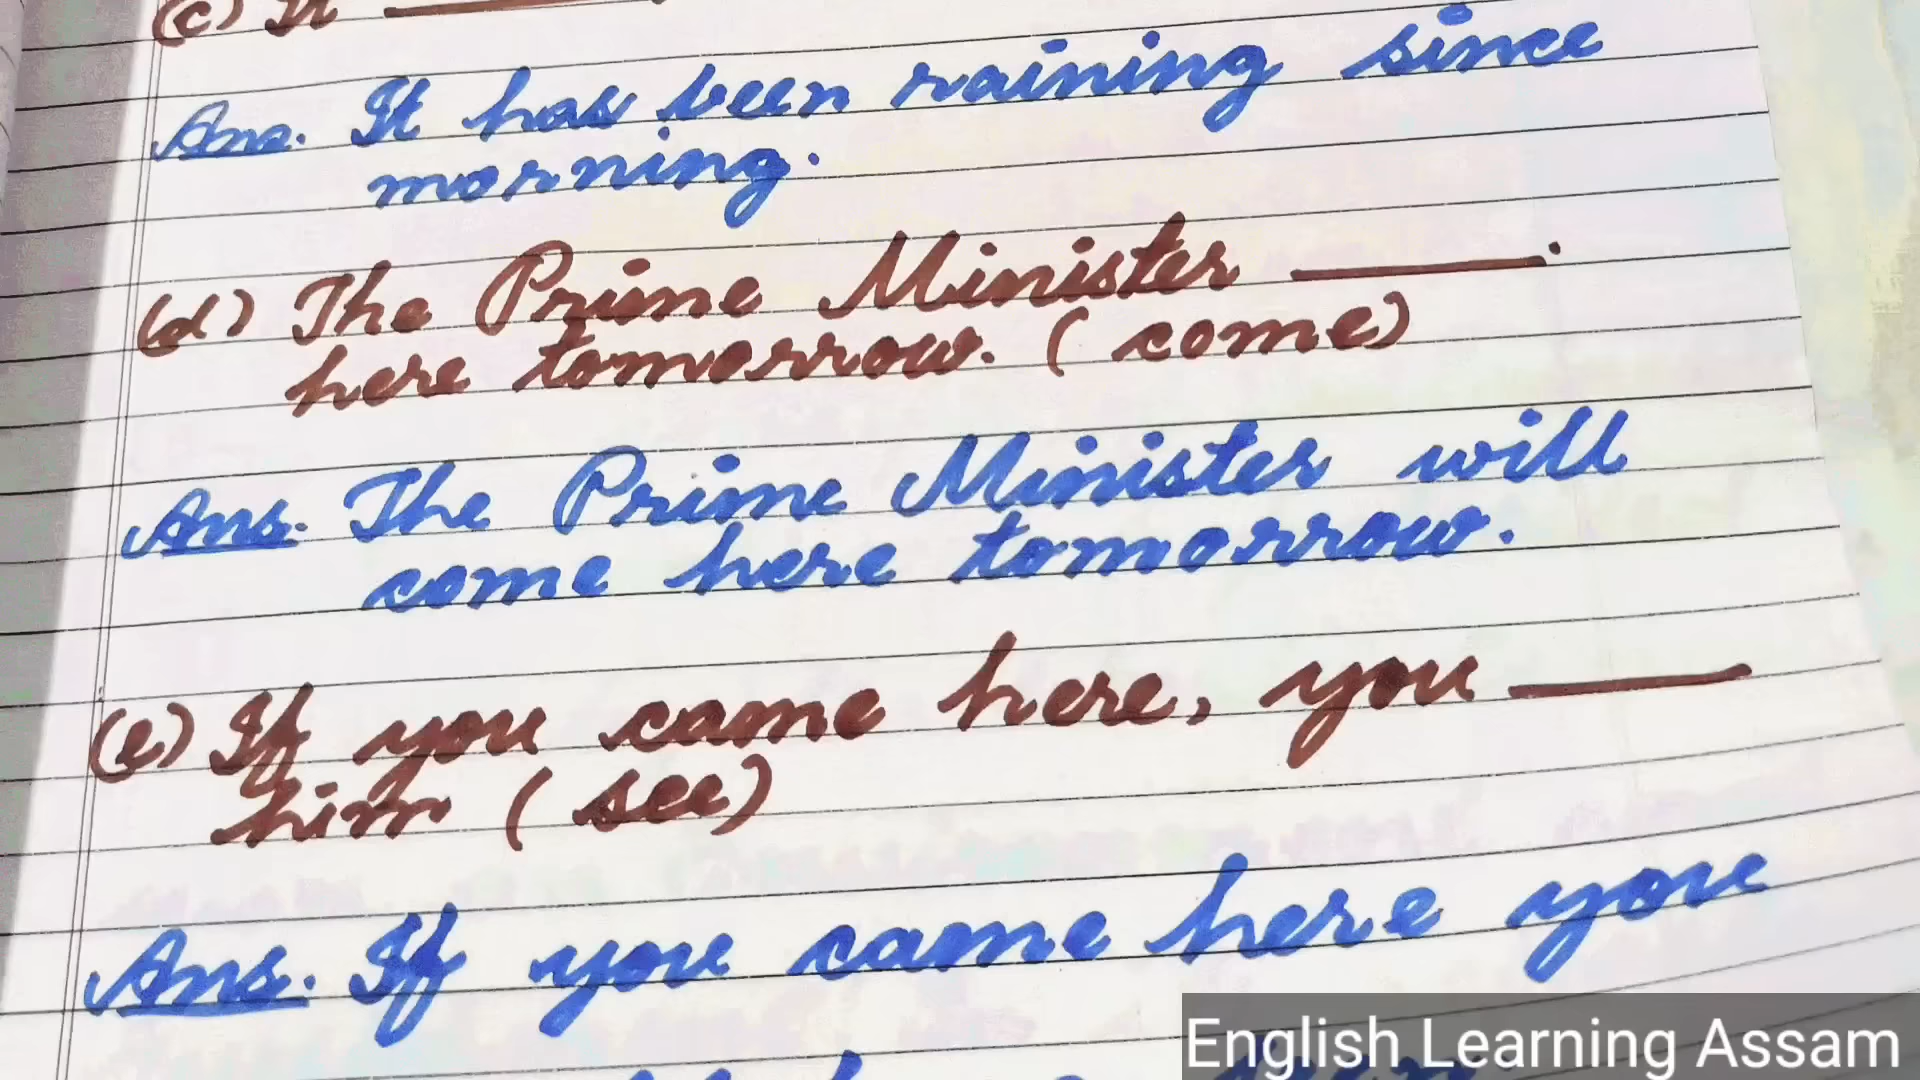 (c) It
Ans. It has been raining since
morning.
(d) The Prime Minister ______.
here tomorrow. (come)
Ans. The Prime Minister will
come here tomorrow.
(e) If you came here, you ______
him (see)
Ans. If you came here you
English Learning Assam